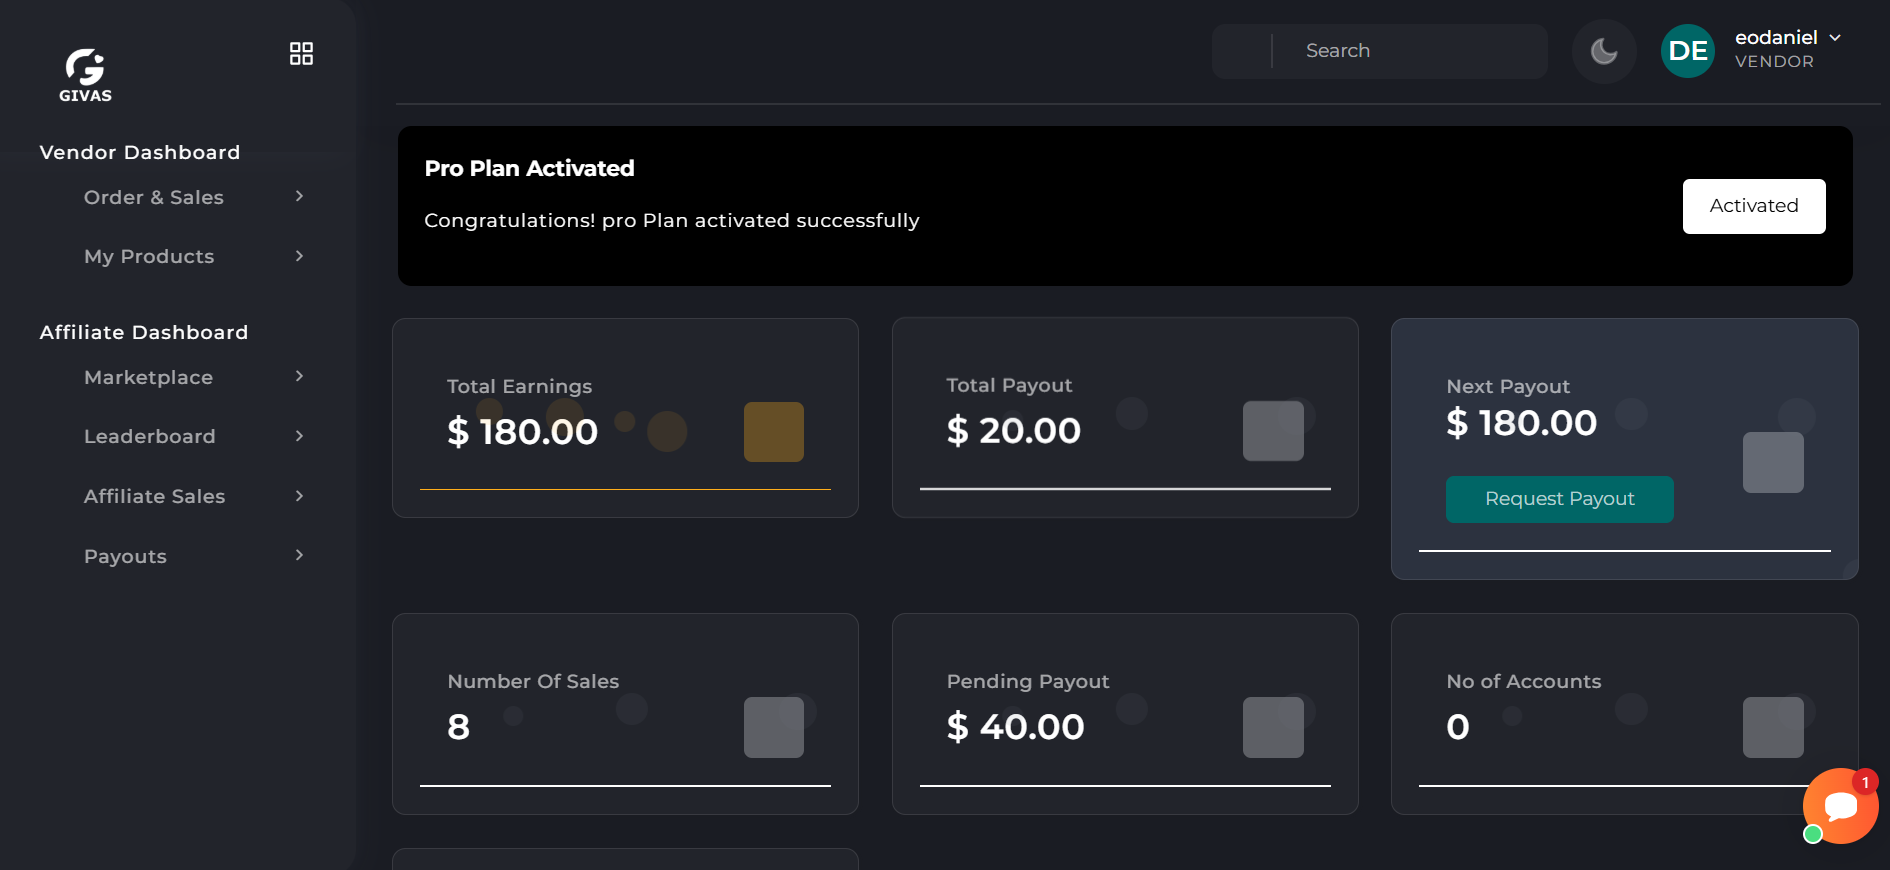 GIVAS
Vendor Dashboard
Order & Sales
My Products
Affiliate Dashboard
Marketplace
Leaderboard
Affiliate Sales
Payouts
Search
DE
eodaniel
VENDOR
Pro Plan Activated
Congratulations! pro Plan activated successfully
Activated
Total Earnings
$ 180.00
Total Payout
$ 20.00
Next Payout
$ 180.00
Request Payout
Number Of Sales
8
Pending Payout
$ 40.00
No of Accounts
0
1